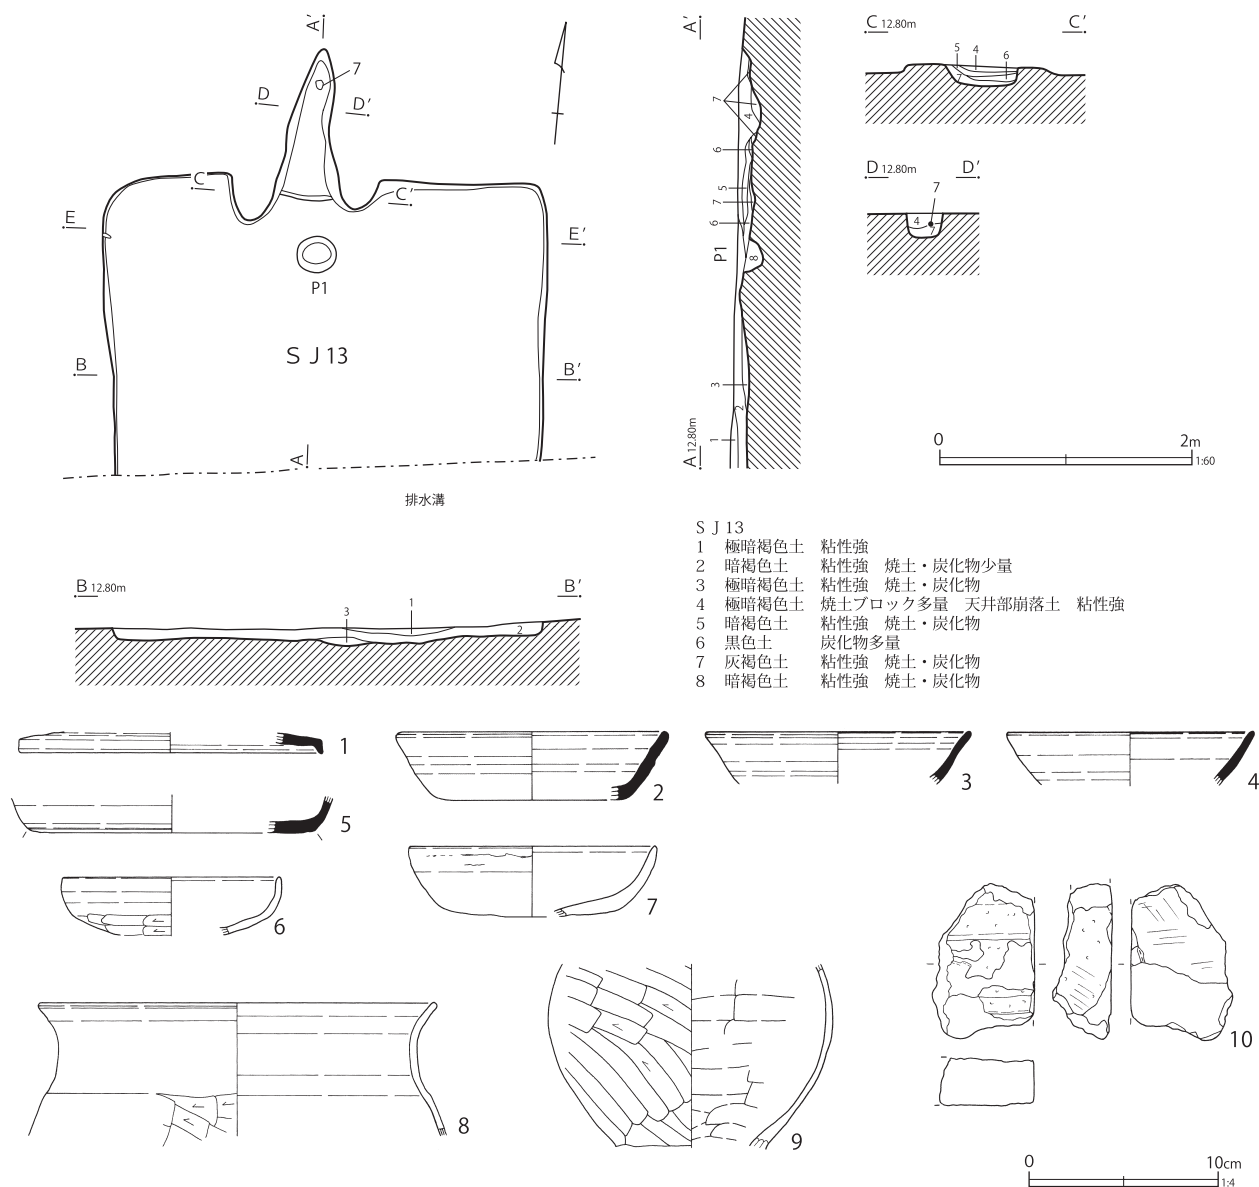 A'
7
D
D'
C
C'
E
E'
P1
ＳＪ13
B
B'
A
排水溝
A'
7
4
6
5
7
6
P1
8
3
2
1
A 12.80m
C 12.80m
C'
5
4
6
7
D 12.80m
D'
7
4
7
0
2m
1:60
B 12.80m
B'
3
1
2
ＳＪ13
1 極暗褐色土 粘性強
2 暗褐色土 粘性強 焼土・炭化物少量
3 極暗褐色土 粘性強 焼土・炭化物
4 極暗褐色土 焼土ブロック多量 天井部崩落土 粘性強
5 暗褐色土 粘性強 焼土・炭化物
6 黒色土 炭化物多量
7 灰褐色土 粘性強 焼土・炭化物
8 暗褐色土 粘性強 焼土・炭化物
1
2
3
4
5
6
7
8
9
10
0
10cm
1:4